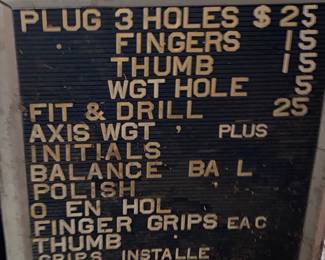 PLUG 3 HOLES $25
FINGERS 15
THUMB 15
WGT HOLE 5
FIT & DRILL 25
AXIS WGT PLUS
INITIALS
BALANCE BA L
POLISH
O EN HOL
FINGER GRIPS EAC
THUMB
GRIPS INSTALLE